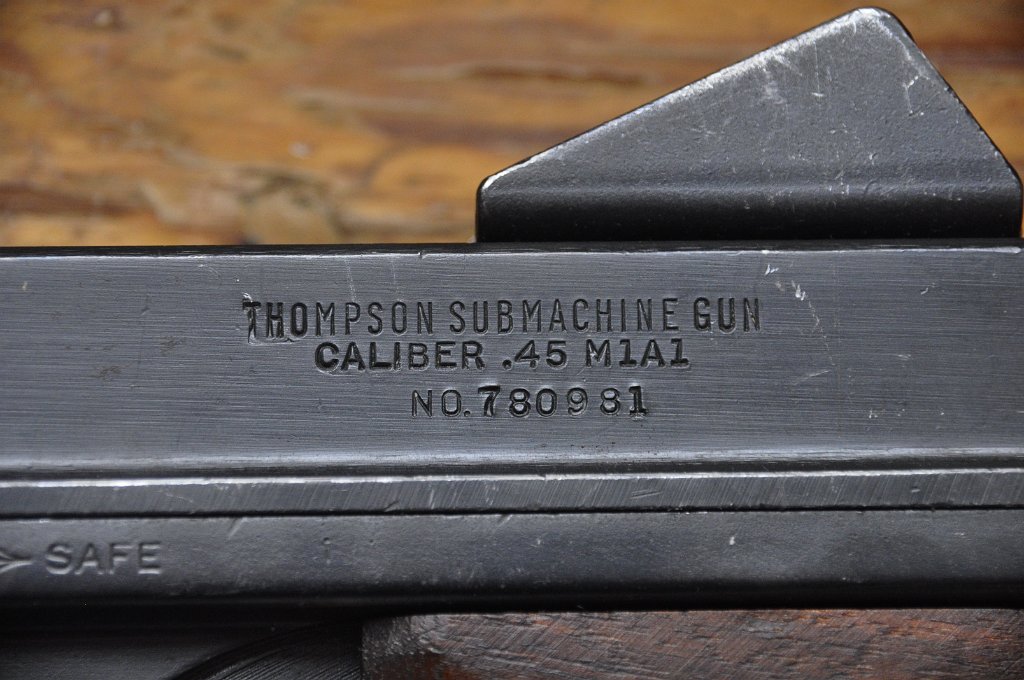 THOMPSON SUBMACHINE GUN
CALIBER .45 M1A1
NO. 780981
SAFE